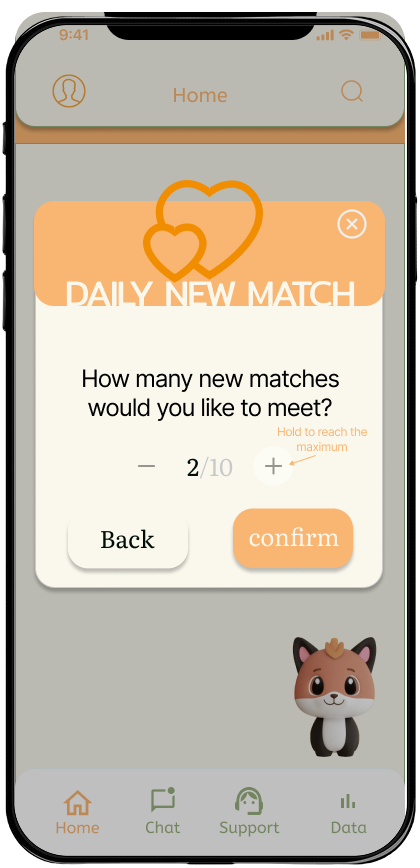 9:41
Home
DAILY NEW MATCH
How many new matches
would you like to meet?
Hold to reach the
maximum
− 2/10 +
Back confirm
Home Chat Support Data